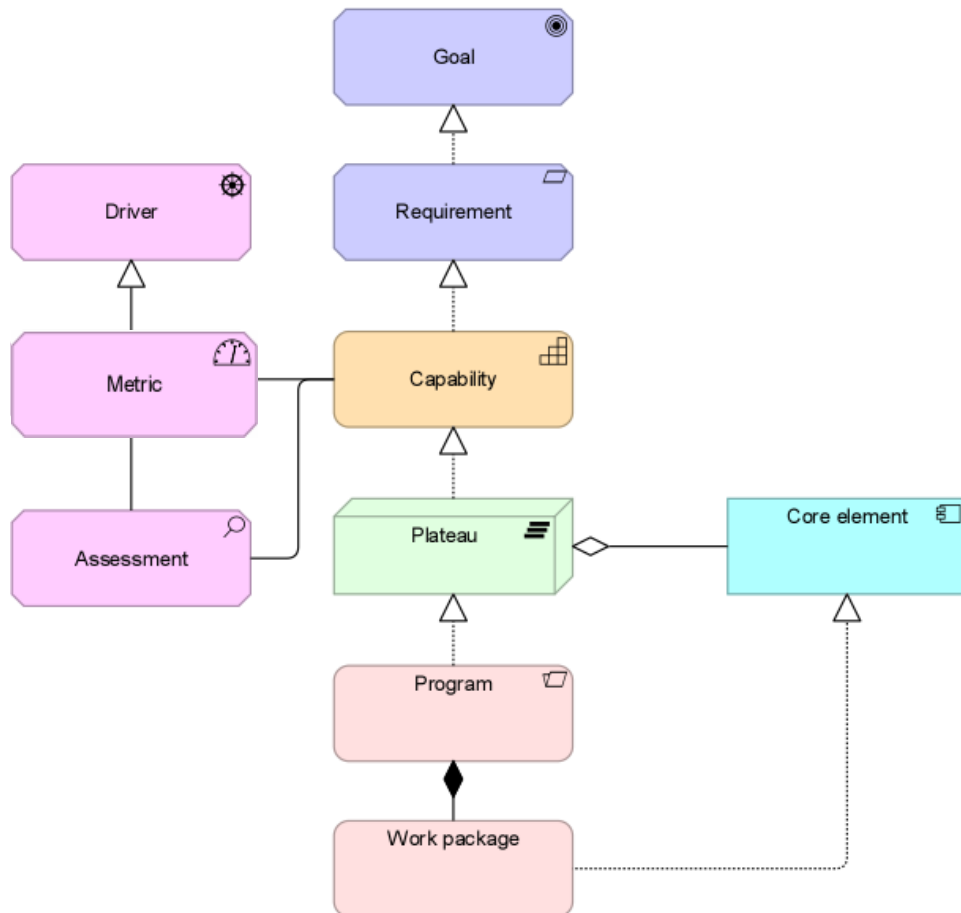 Goal
Driver
Requirement
Metric
Capability
Assessment
Plateau
Core element
Program
Work package